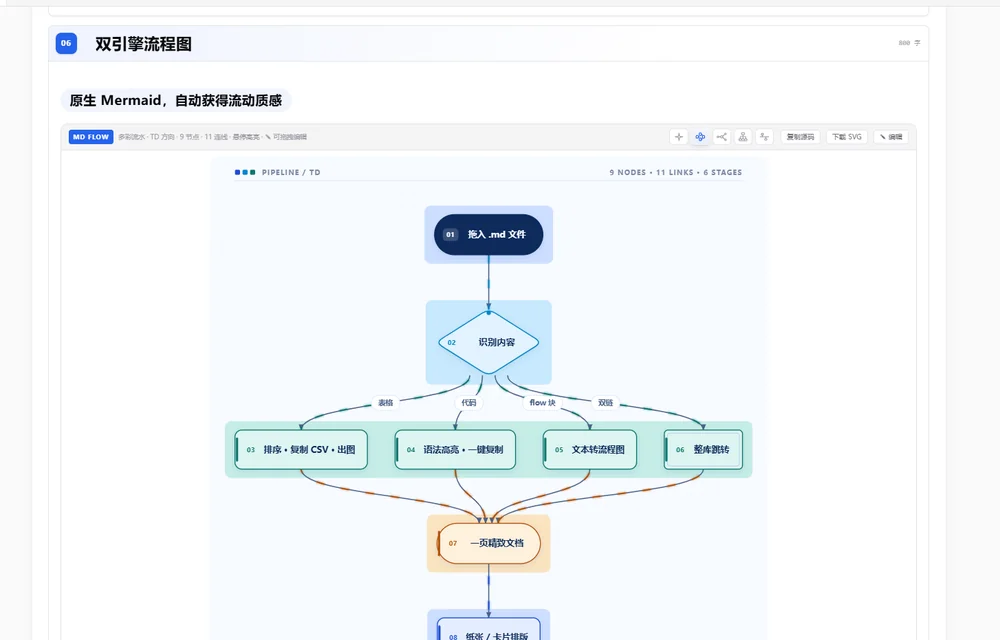 06 双引擎流程图 800 字
原生 Mermaid，自动获得流动质感
MD FLOW 多彩流水 · TD 方向 · 9 节点 · 11 连线 · 悬停高亮 · 可拖拽编辑 复制源码 下载 SVG 编辑
PIPELINE / TD 9 NODES • 11 LINKS • 6 STAGES
01 拖入 .md 文件
02 识别内容
表格 代码 flow 块 双链
03 排序 • 复制 CSV • 出图 04 语法高亮 • 一键复制 05 文本转流程图 06 整库跳转
07 一页精致文档
08 纸张 / 卡片排版